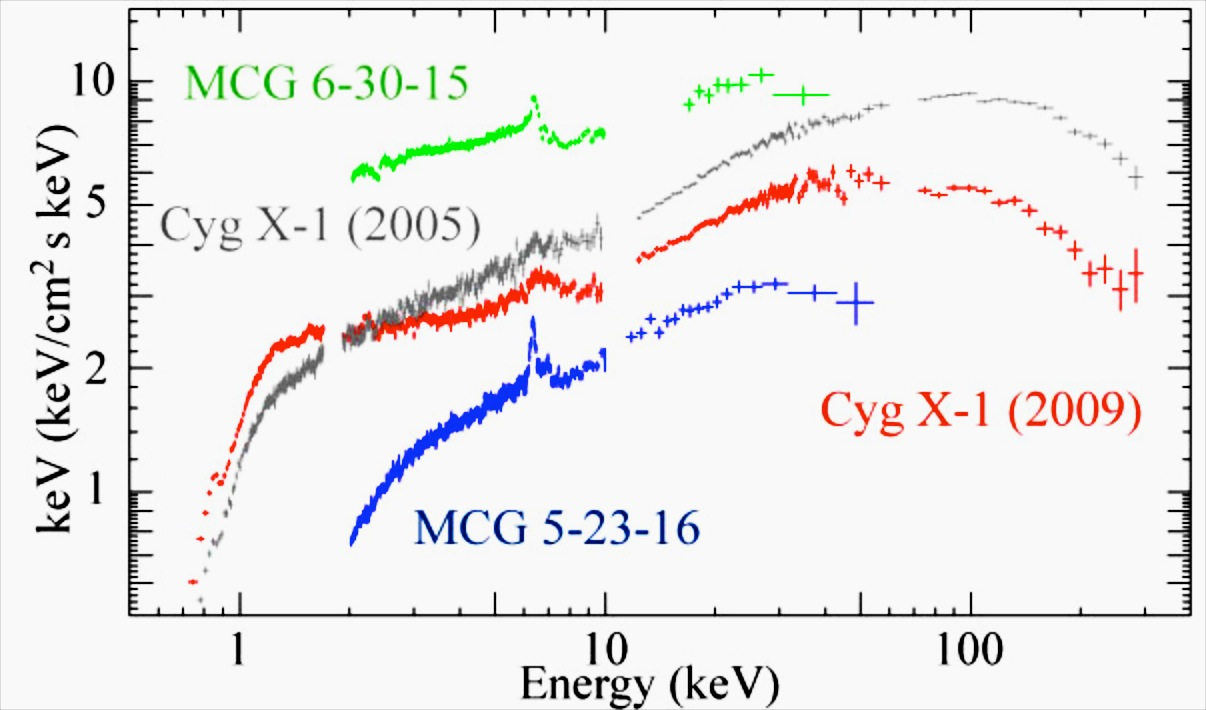 MCG 6-30-15
Cyg X-1 (2005)
Cyg X-1 (2009)
MCG 5-23-16
keV (keV/cm² s keV)
10
5
2
1
1
10
100
Energy (keV)